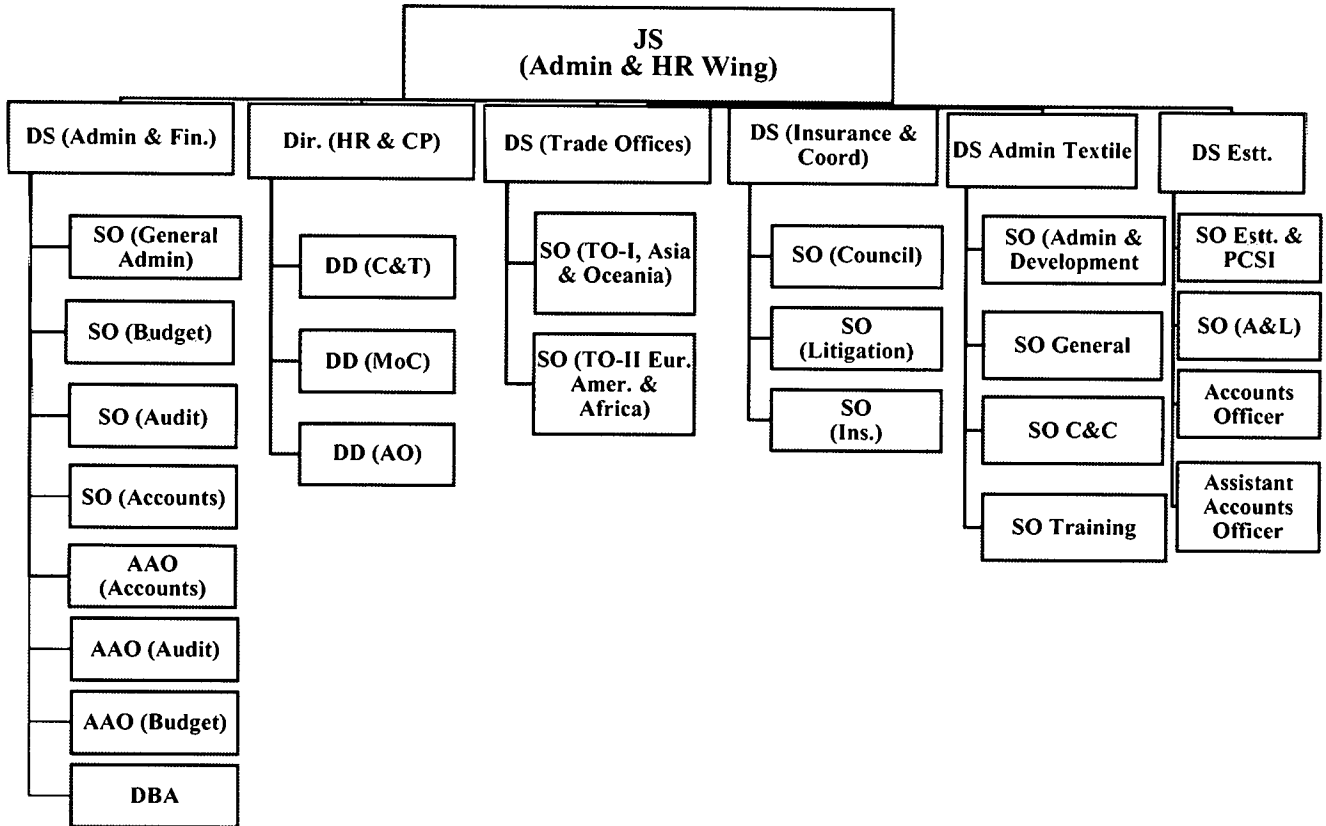 JS
(Admin & HR Wing)
DS (Admin & Fin.)
SO (General
Admin)
SO (Budget)
SO (Audit)
SO (Accounts)
AAO
(Accounts)
AAO (Audit)
AAO (Budget)
DBA
Dir. (HR & CP)
DD (C&T)
DD (MoC)
DD (AO)
DS (Trade Offices)
SO (TO-I, Asia
& Oceania)
SO (TO-II Eur.
Amer. &
Africa)
DS (Insurance &
Coord)
SO (Council)
SO
(Litigation)
SO
(Ins.)
DS Admin Textile
SO (Admin &
Development
SO General
SO C&C
SO Training
DS Estt.
SO Estt. &
PCSI
SO (A&L)
Accounts
Officer
Assistant
Accounts
Officer